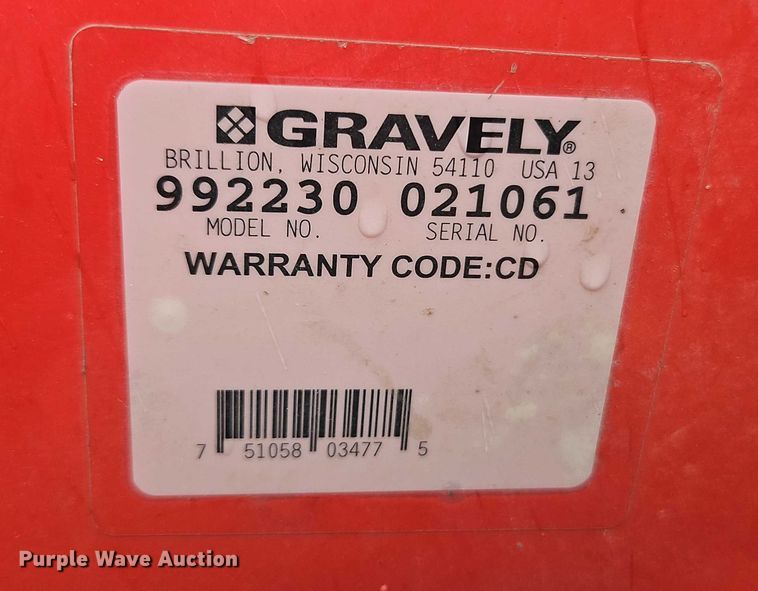 GRAVELY®
BRILLION, WISCONSIN 54110 USA 13
992230 021061
MODEL NO. SERIAL NO.
WARRANTY CODE:CD
7 51058 03477 5
Purple Wave Auction